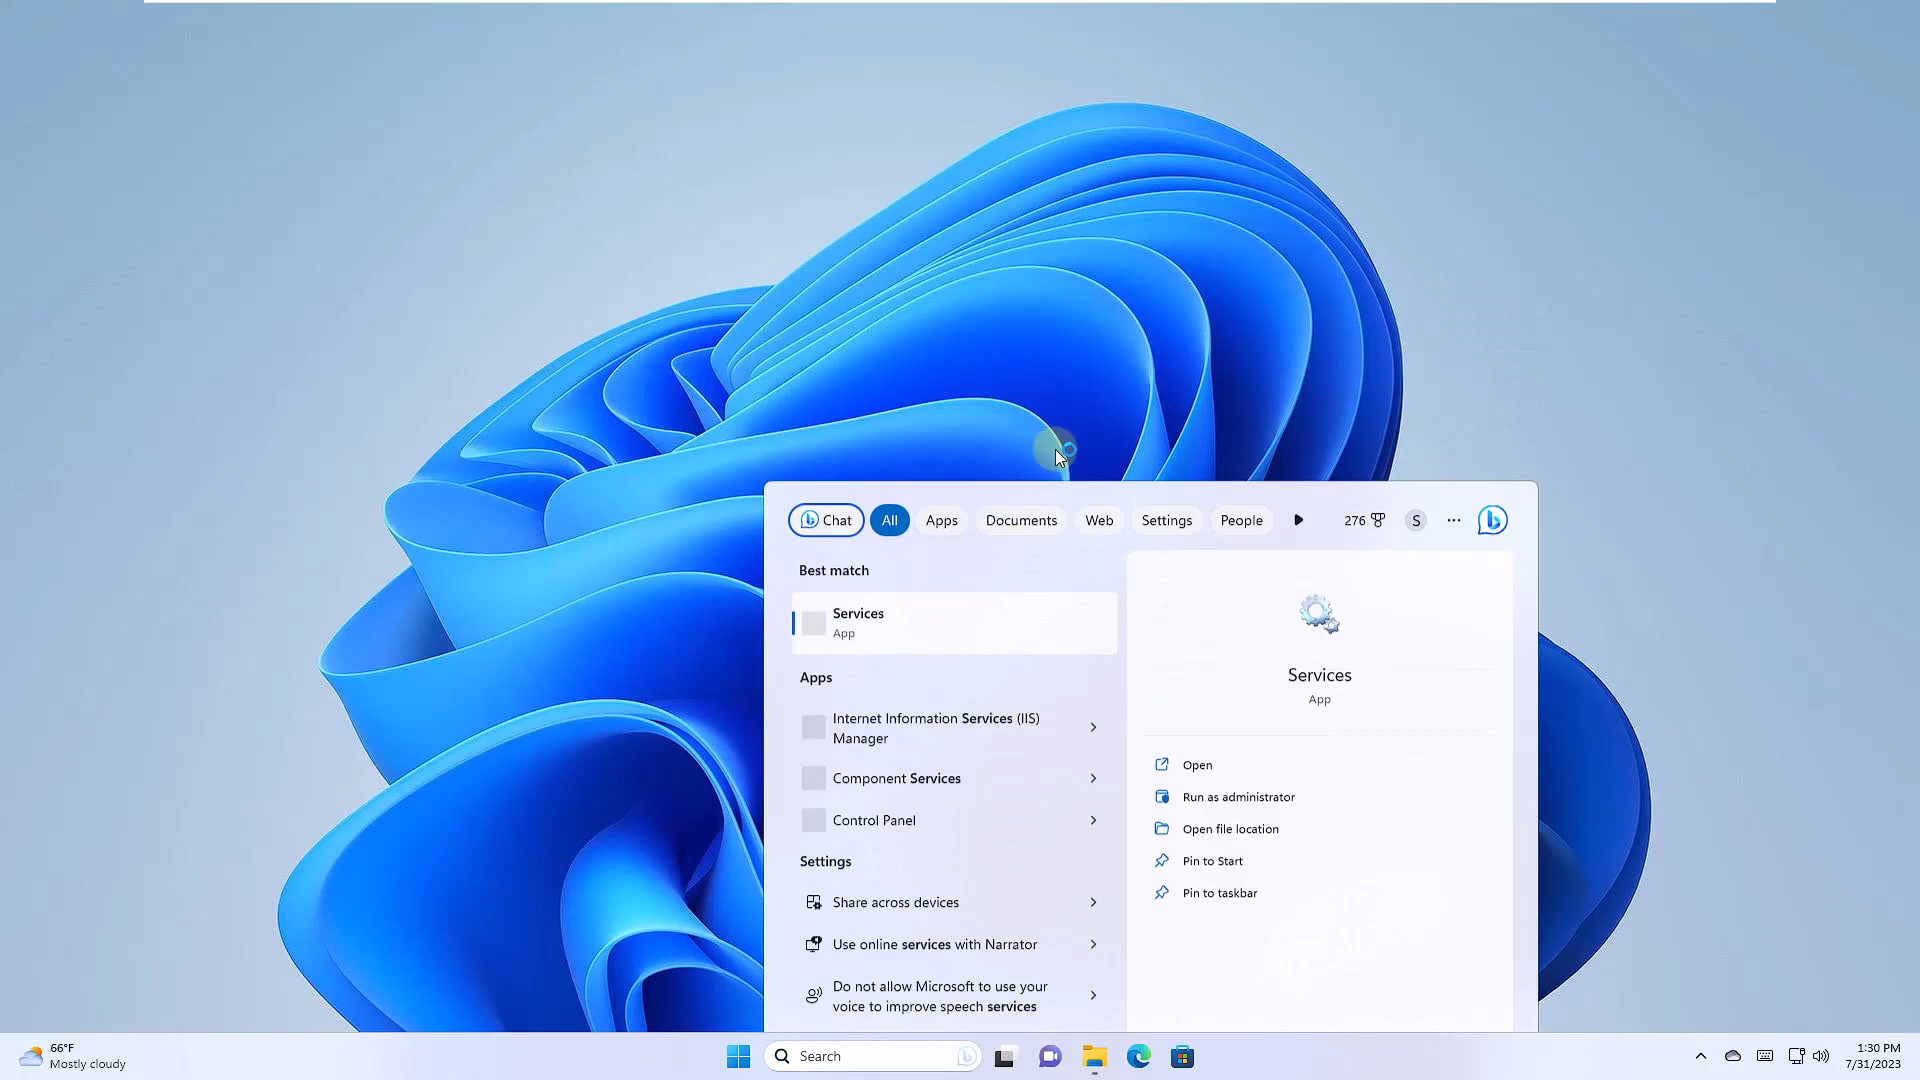 Chat
All
Apps
Documents
Web
Settings
People
276
S
Best match
Services
App
Apps
Internet Information Services (IIS)
Manager
Component Services
Control Panel
Settings
Share across devices
Use online services with Narrator
Do not allow Microsoft to use your
voice to improve speech services
Services
App
Open
Run as administrator
Open file location
Pin to Start
Pin to taskbar
66°F
Mostly cloudy
Search
1:30 PM
7/31/2023